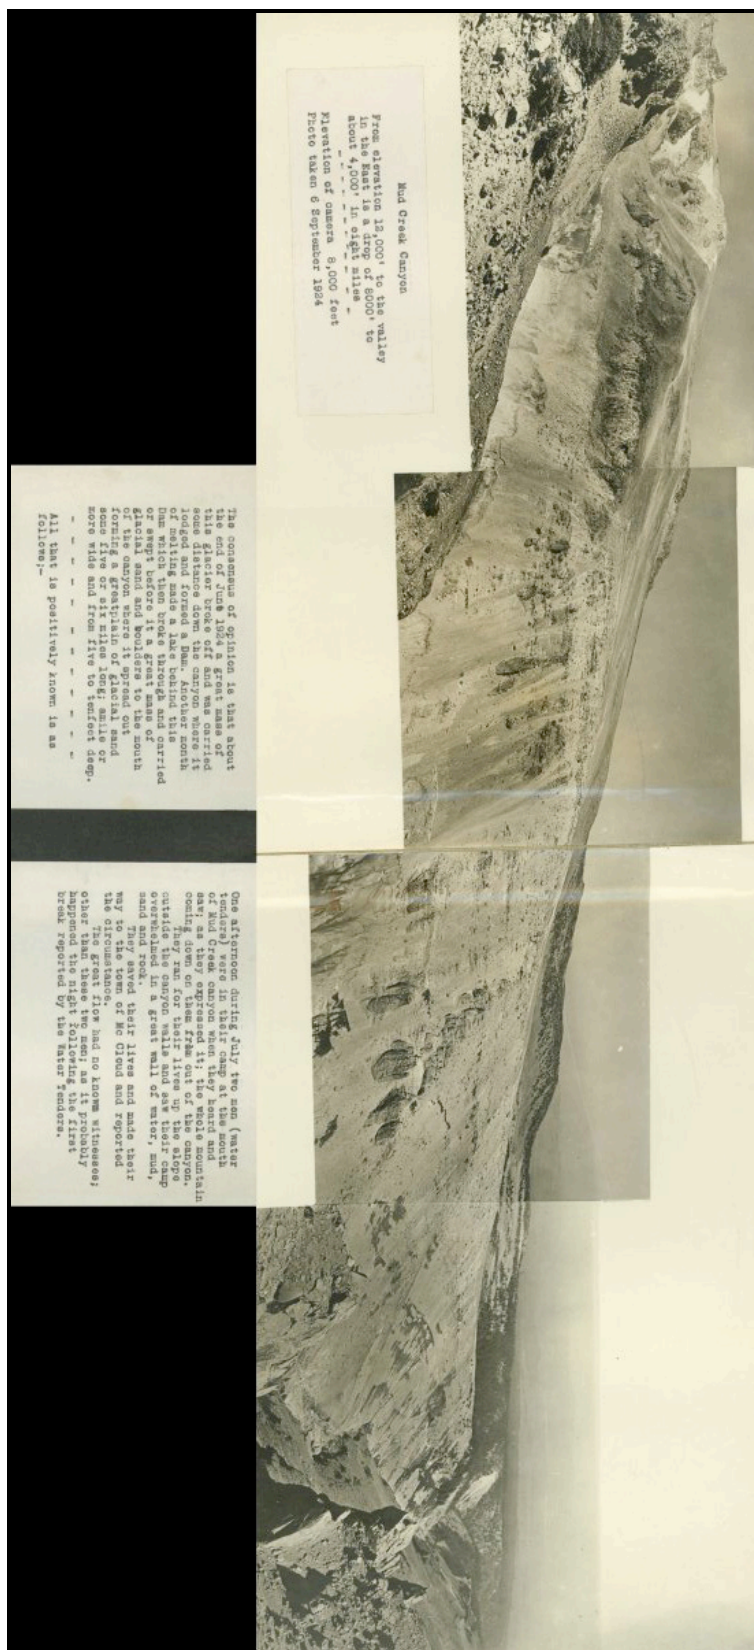 Mud Creek Canyon
From elevation 12,000' to the valley
in the East is a drop of 8000' to
about 4,000' in eight miles
- - - - - - - - - -
Elevation of camera 8,000 feet
Photo taken 6 September 1924
The consensus of opinion is that about
the end of June 1924 a great mass of
this glacier broke off and was carried
some distance down the canyon where it
lodged and formed a Dam. Another month
of melting made a lake behind this
Dam which then broke through and carried
or swept before it a great mass of
glacial sand and boulders to the mouth
of the canyon where it spread out
forming a greatplain of glacial sand
some five or six miles long; amile or
more wide and from five to tenfeet deep.
- - - - - - - - -
All that is positively known is as
follows;-
One afternoon during July two men (water
tenders) were in their camp at the mouth
of Mud Creek canyon when they heard and
saw; as they expressed it; the whole mountain
coming down on them from out of the canyon.
They ran for their lives up the slope
outside the canyon walls and saw their camp
overwhelmed in a great wall of water, mud,
sand and rock.
They saved their lives and made their
way to the town of Mc Cloud and reported
the circumstance.
The great flow had no known witnesses;
other than these two men; as it probably
happened the night following the first
break reported by the Water Tenders.